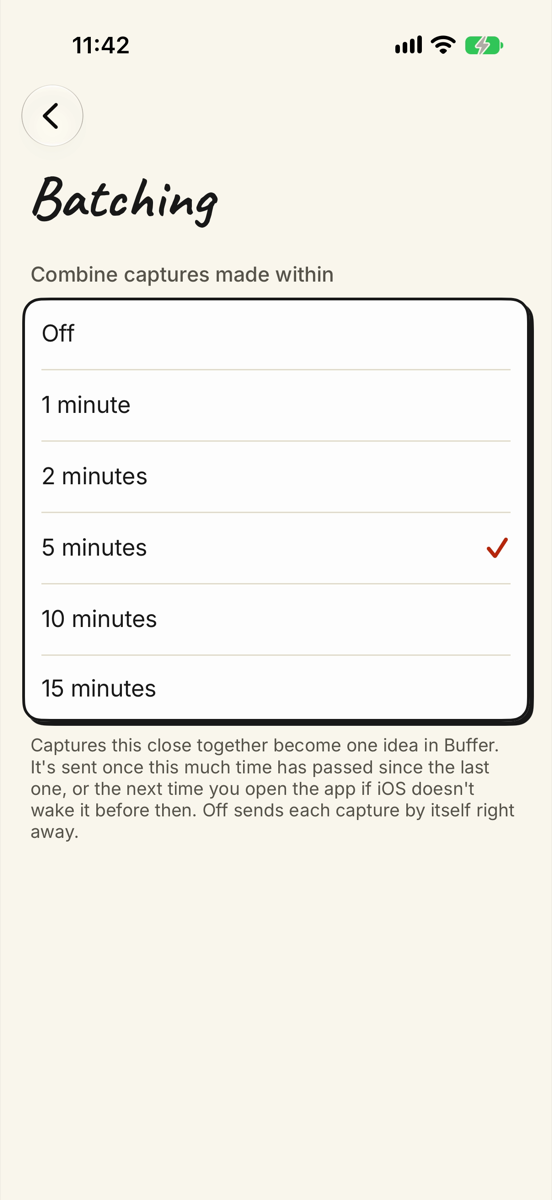 11:42
Batching
Combine captures made within
Off
1 minute
2 minutes
5 minutes
10 minutes
15 minutes
Captures this close together become one idea in Buffer.
It's sent once this much time has passed since the last
one, or the next time you open the app if iOS doesn't
wake it before then. Off sends each capture by itself right
away.